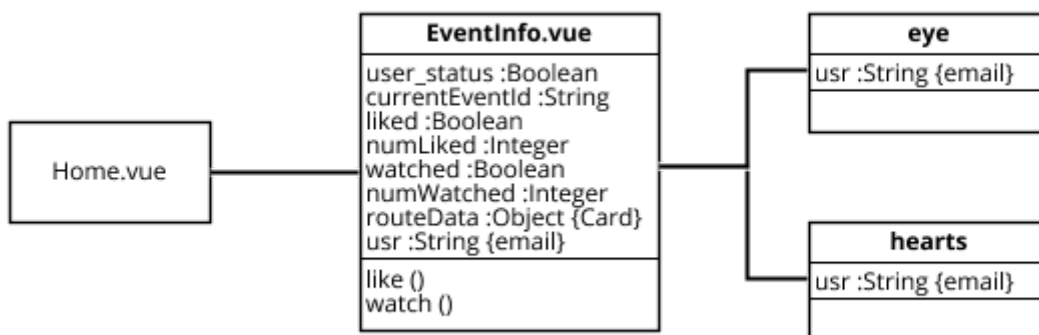 Home.vue
EventInfo.vue
user_status :Boolean
currentEventId :String
liked :Boolean
numLiked :Integer
watched :Boolean
numWatched :Integer
routeData :Object {Card}
usr :String {email}
like ()
watch ()
eye
usr :String {email}
hearts
usr :String {email}